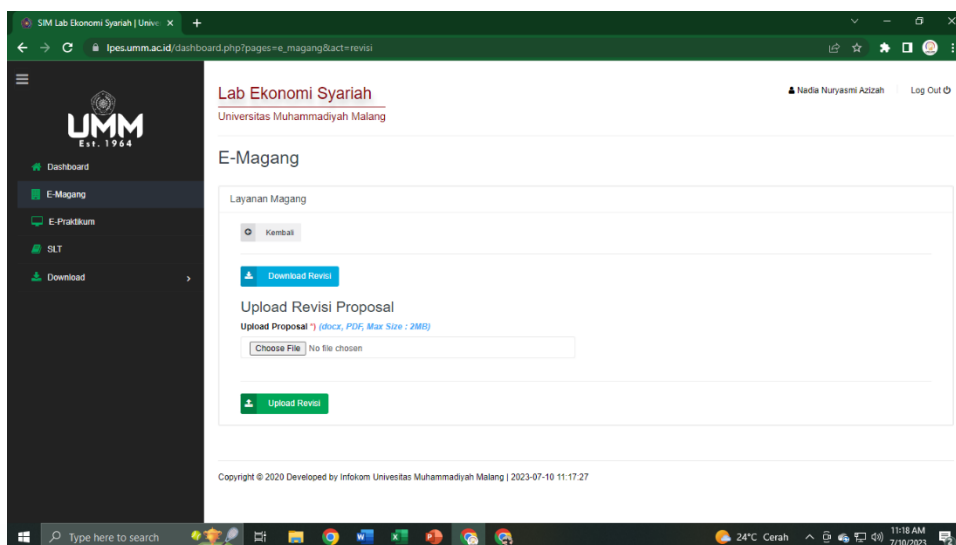 SIM Lab Ekonomi Syariah | Unive
lpes.umm.ac.id/dashboard.php?pages=e_magang&act=revisi
UMM
Est. 1964
Dashboard
E-Magang
E-Praktikum
SLT
Download
Lab Ekonomi Syariah
Nadia Nuryasmi Azizah
Log Out
Universitas Muhammadiyah Malang
E-Magang
Layanan Magang
Kembali
Download Revisi
Upload Revisi Proposal
Upload Proposal *) (docx, PDF, Max Size : 2MB)
Choose File No file chosen
Upload Revisi
Copyright © 2020 Developed by Infokom Univesitas Muhammadiyah Malang | 2023-07-10 11:17:27
Type here to search
24°C Cerah
11:18 AM
7/10/2023